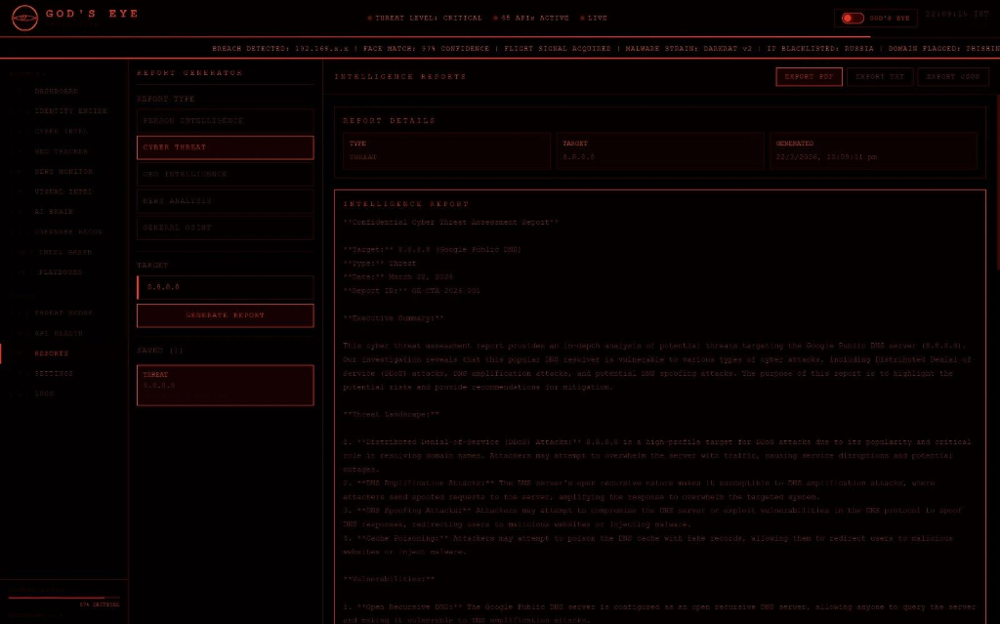 GOD'S EYE
THREAT LEVEL: CRITICAL
45 APIs ACTIVE
LIVE
GOD'S EYE
BREACH DETECTED: 192.168.x.x | FACE MATCH: 97% CONFIDENCE | FLIGHT SIGNAL ACQUIRED | MALWARE STRAIN: DARKRAT v2 | IP BLACKLISTED: RUSSIA | DOMAIN FLAGGED: PHISHIN
DASHBOARD
IDENTITY ENGINE
CYBER INTEL
GEO TRACKER
NEWS MONITOR
VISUAL INTEL
AI BRAIN
INTEL GRAPH
PLAYBOOKS
API HEALTH
REPORTS
SETTINGS
LOGS
REPORT GENERATOR
REPORT TYPE
PERSON INTELLIGENCE
CYBER THREAT
GEO INTELLIGENCE
NEWS ANALYSIS
GENERAL OSINT
TARGET
8.8.8.8
GENERATE REPORT
SAVED (1)
THREAT
8.8.8.8
INTELLIGENCE REPORTS
EXPORT PDF
EXPORT TXT
EXPORT JSON
REPORT DETAILS
TYPE
THREAT
TARGET
8.8.8.8
GENERATED
22/3/2026, 10:59:11 pm
INTELLIGENCE REPORT
**Confidential Cyber Threat Assessment Report**
**Target:** 8.8.8.8 (Google Public DNS)
**Type:** Threat
**Date:** March 22, 2026
**Report ID:** GE-CTA-2026-001
**Executive Summary:**
This cyber threat assessment report provides an in-depth analysis of potential threats targeting the Google Public DNS server (8.8.8.8).
Our investigation reveals that this popular DNS resolver is vulnerable to various types of cyber attacks, including Distributed Denial-of-
Service (DDoS) attacks, DNS amplification attacks, and potential DNS spoofing attacks. The purpose of this report is to highlight the
potential risks and provide recommendations for mitigation.
**Threat Landscape:**
1. **Distributed Denial-of-Service (DDoS) Attacks:** 8.8.8.8 is a high-profile target for DDoS attacks due to its popularity and critical
role in resolving domain names. Attackers may attempt to overwhelm the server with traffic, causing service disruptions and potential
outages.
2. **DNS Amplification Attacks:** The DNS server's open recursive nature makes it susceptible to DNS amplification attacks, where
attackers send spoofed requests to the server, amplifying the response to overwhelm the targeted system.
3. **DNS Spoofing Attacks:** Attackers may attempt to compromise the DNS server or exploit vulnerabilities in the DNS protocol to spoof
DNS responses, redirecting users to malicious websites or injecting malware.
4. **Cache Poisoning:** Attackers may attempt to poison the DNS cache with fake records, allowing them to redirect users to malicious
websites or inject malware.
**Vulnerabilities:**
1. **Open Recursive DNS:** The Google Public DNS server is configured as an open recursive DNS server, allowing anyone to query the server
and making it vulnerable to DNS amplification attacks.